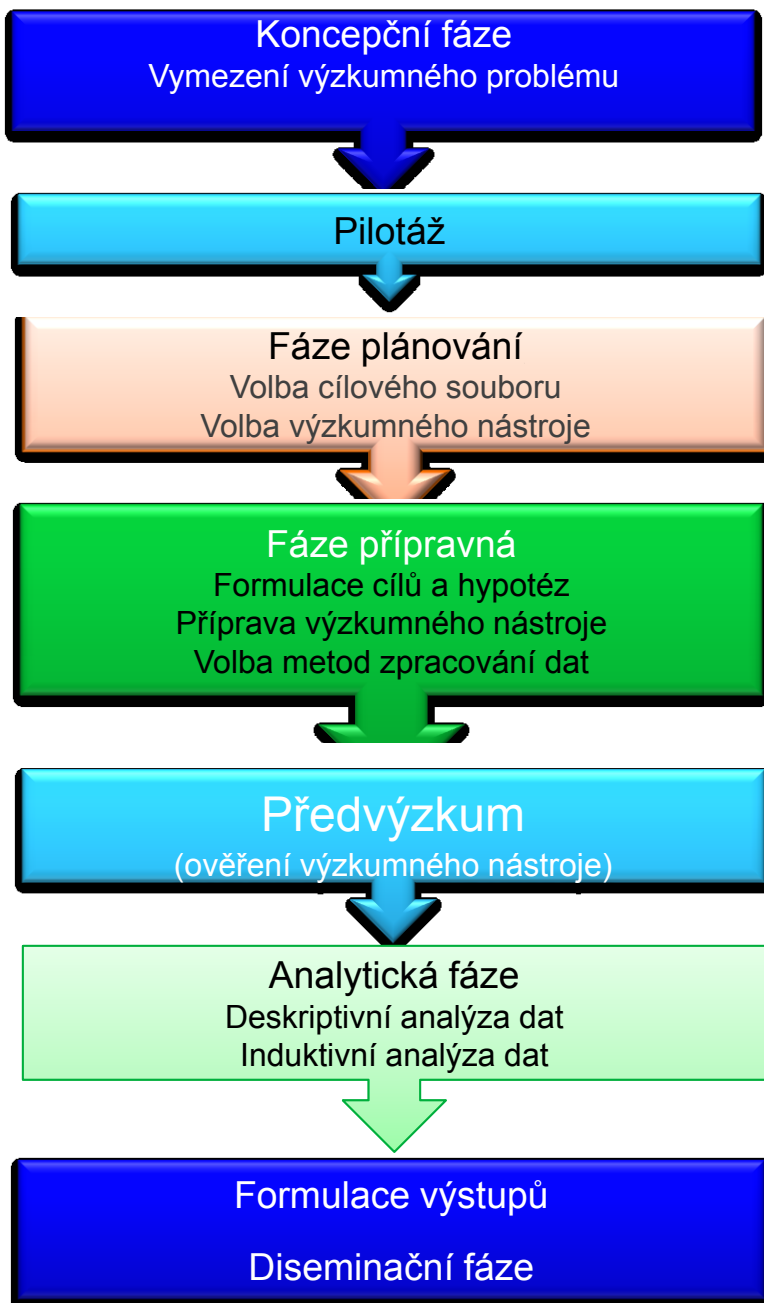 Koncepční fáze
Vymezení výzkumného problému
Pilotáž
Fáze plánování
Volba cílového souboru
Volba výzkumného nástroje
Fáze přípravná
Formulace cílů a hypotéz
Příprava výzkumného nástroje
Volba metod zpracování dat
Předvýzkum
(ověření výzkumného nástroje)
Analytická fáze
Deskriptivní analýza dat
Induktivní analýza dat
Formulace výstupů
Diseminační fáze